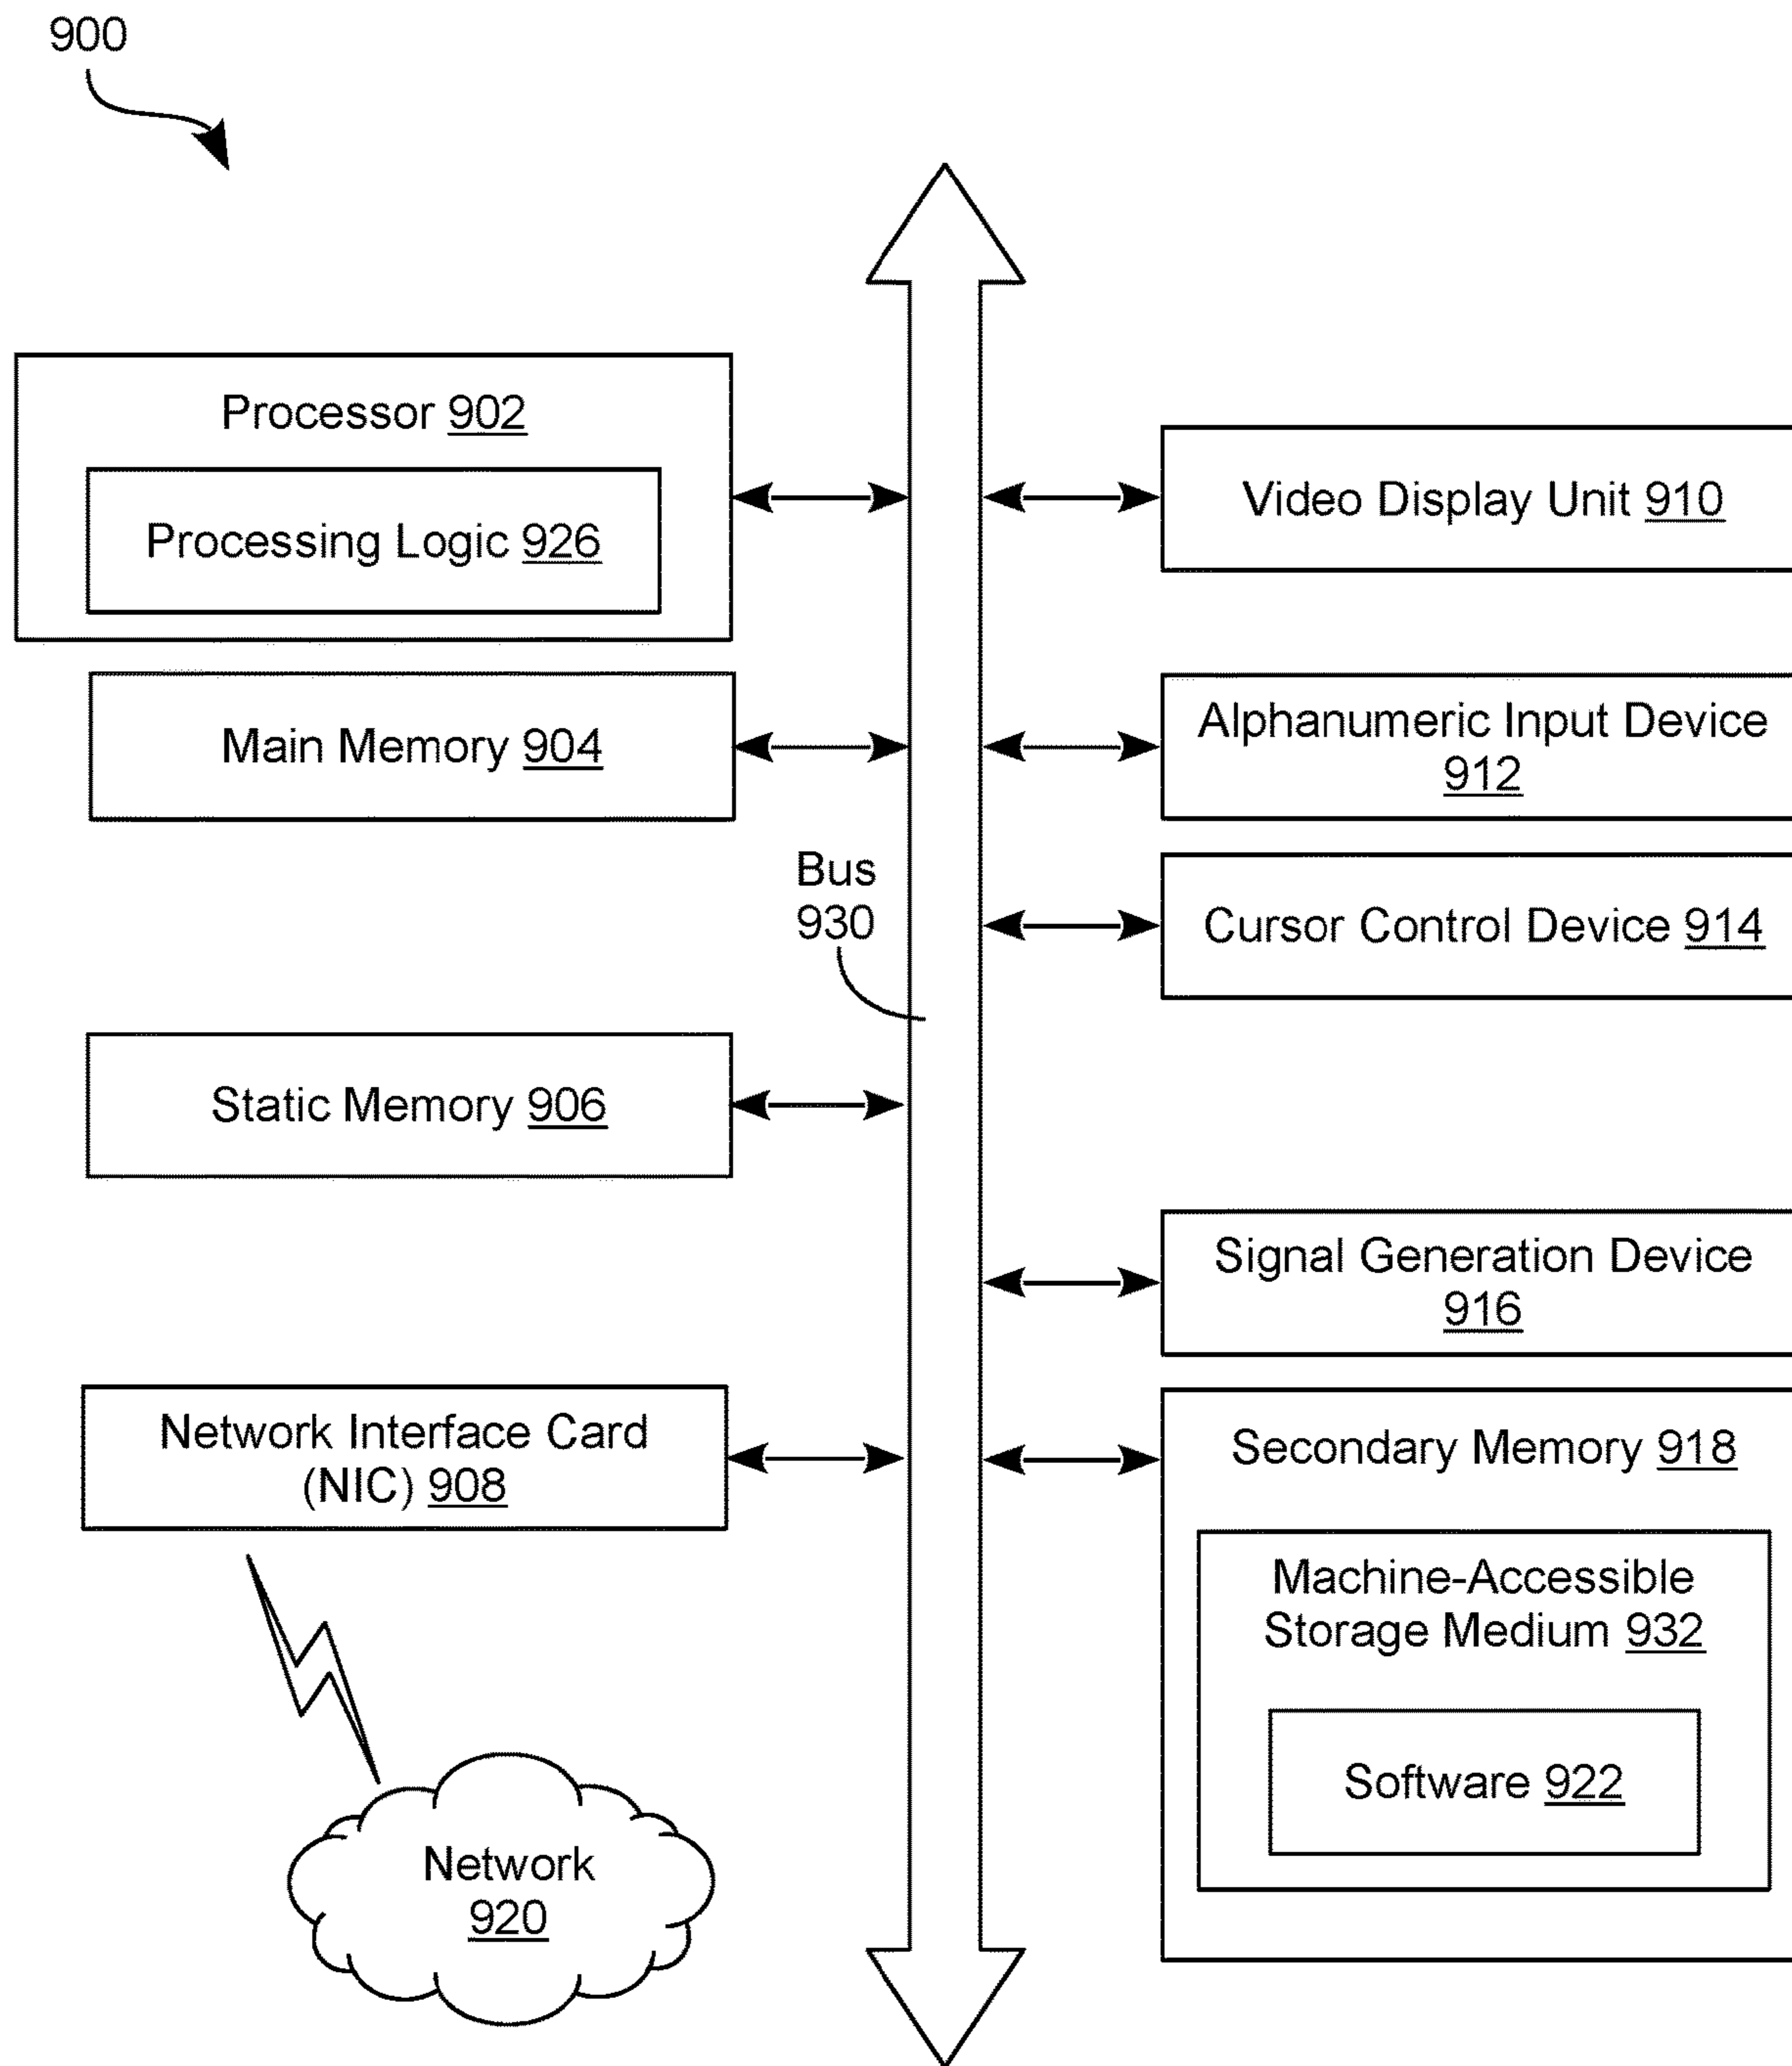 900
Processor 902
Processing Logic 926
Main Memory 904
Bus
930
Static Memory 906
Network Interface Card
(NIC) 908
Network
920
Video Display Unit 910
Alphanumeric Input Device
912
Cursor Control Device 914
Signal Generation Device
916
Secondary Memory 918
Machine-Accessible
Storage Medium 932
Software 922